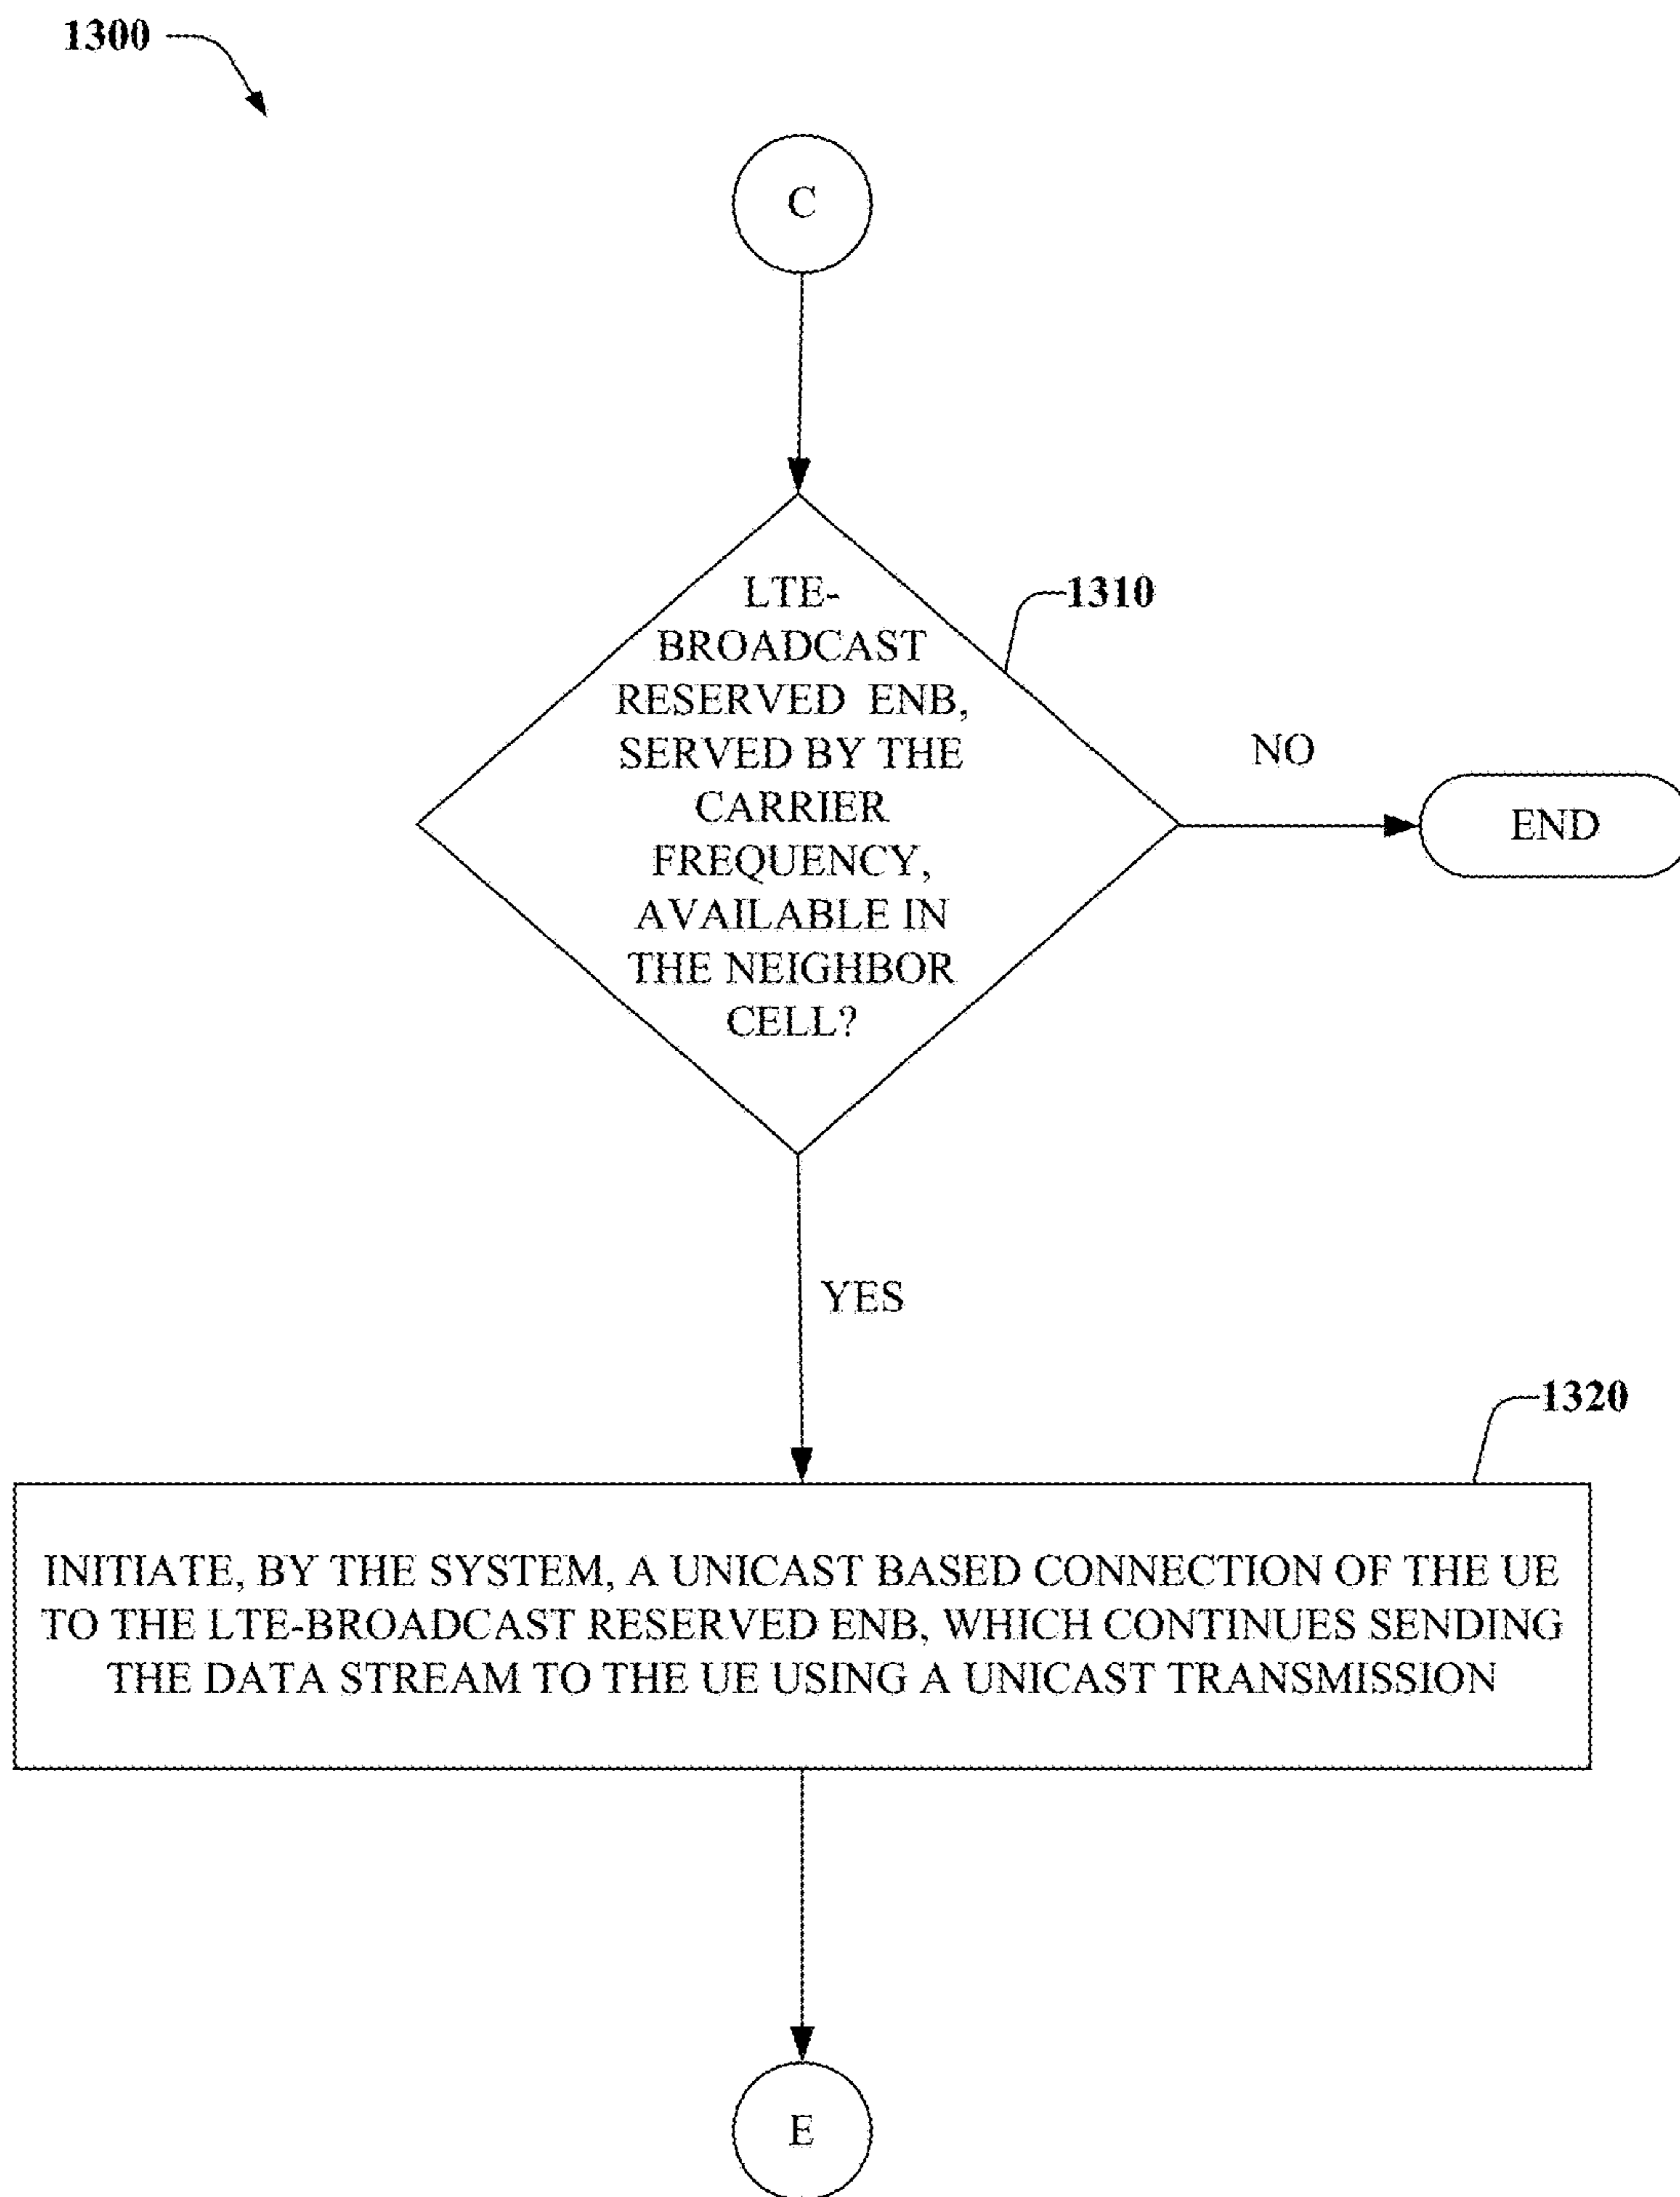 1300
C
LTE-
BROADCAST
RESERVED ENB,
SERVED BY THE
CARRIER
FREQUENCY,
AVAILABLE IN
THE NEIGHBOR
CELL?
1310
NO
END
YES
1320
INITIATE, BY THE SYSTEM, A UNICAST BASED CONNECTION OF THE UE
TO THE LTE-BROADCAST RESERVED ENB, WHICH CONTINUES SENDING
THE DATA STREAM TO THE UE USING A UNICAST TRANSMISSION
E